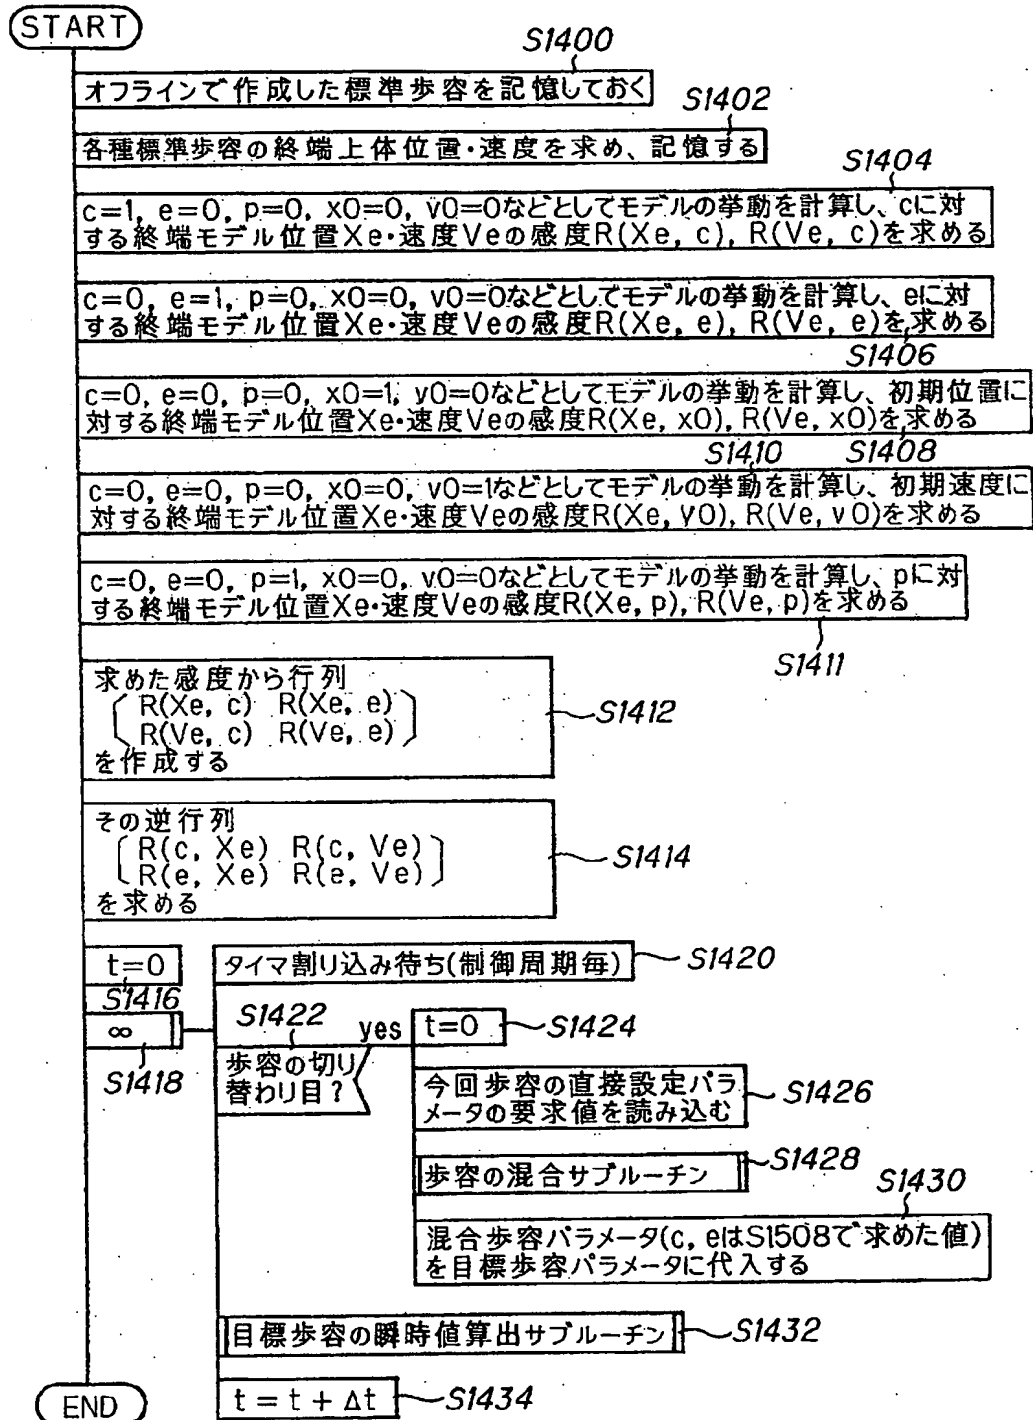 START
S1400
オフラインで作成した標準歩容を記憶しておく
S1402
各種標準歩容の終端上体位置・速度を求め、記憶する
S1404
c=1, e=0, p=0, x0=0, v0=0などとしてモデルの挙動を計算し、cに対
する終端モデル位置Xe・速度Veの感度R(Xe, c), R(Ve, c)を求める
c=0, e=1, p=0, x0=0, v0=0などとしてモデルの挙動を計算し、eに対
する終端モデル位置Xe・速度Veの感度R(Xe, e), R(Ve, e)を求める
S1406
c=0, e=0, p=0, x0=1, v0=0などとしてモデルの挙動を計算し、初期位置に
対する終端モデル位置Xe・速度Veの感度R(Xe, x0), R(Ve, x0)を求める
S1410 S1408
c=0, e=0, p=0, x0=0, v0=1などとしてモデルの挙動を計算し、初期速度に
対する終端モデル位置Xe・速度Veの感度R(Xe, v0), R(Ve, v0)を求める
c=0, e=0, p=1, x0=0, v0=0などとしてモデルの挙動を計算し、pに対
する終端モデル位置Xe・速度Veの感度R(Xe, p), R(Ve, p)を求める
S1411
求めた感度から行列
R(Xe, c) R(Xe, e)
R(Ve, c) R(Ve, e)
を作成する
S1412
その逆行列
R(c, Xe) R(c, Ve)
R(e, Xe) R(e, Ve)
を求める
S1414
t=0
S1416
∞
S1418
タイマ割り込み待ち(制御周期毎)
S1420
S1422
歩容の切り
替わり目?
yes
t=0
S1424
今回歩容の直接設定パラ
メータの要求値を読み込む
S1426
歩容の混合サブルーチン
S1428
S1430
混合歩容パラメータ(c, eはS1508で求めた値)
を目標歩容パラメータに代入する
目標歩容の瞬時値算出サブルーチン
S1432
t = t + Δt
S1434
END